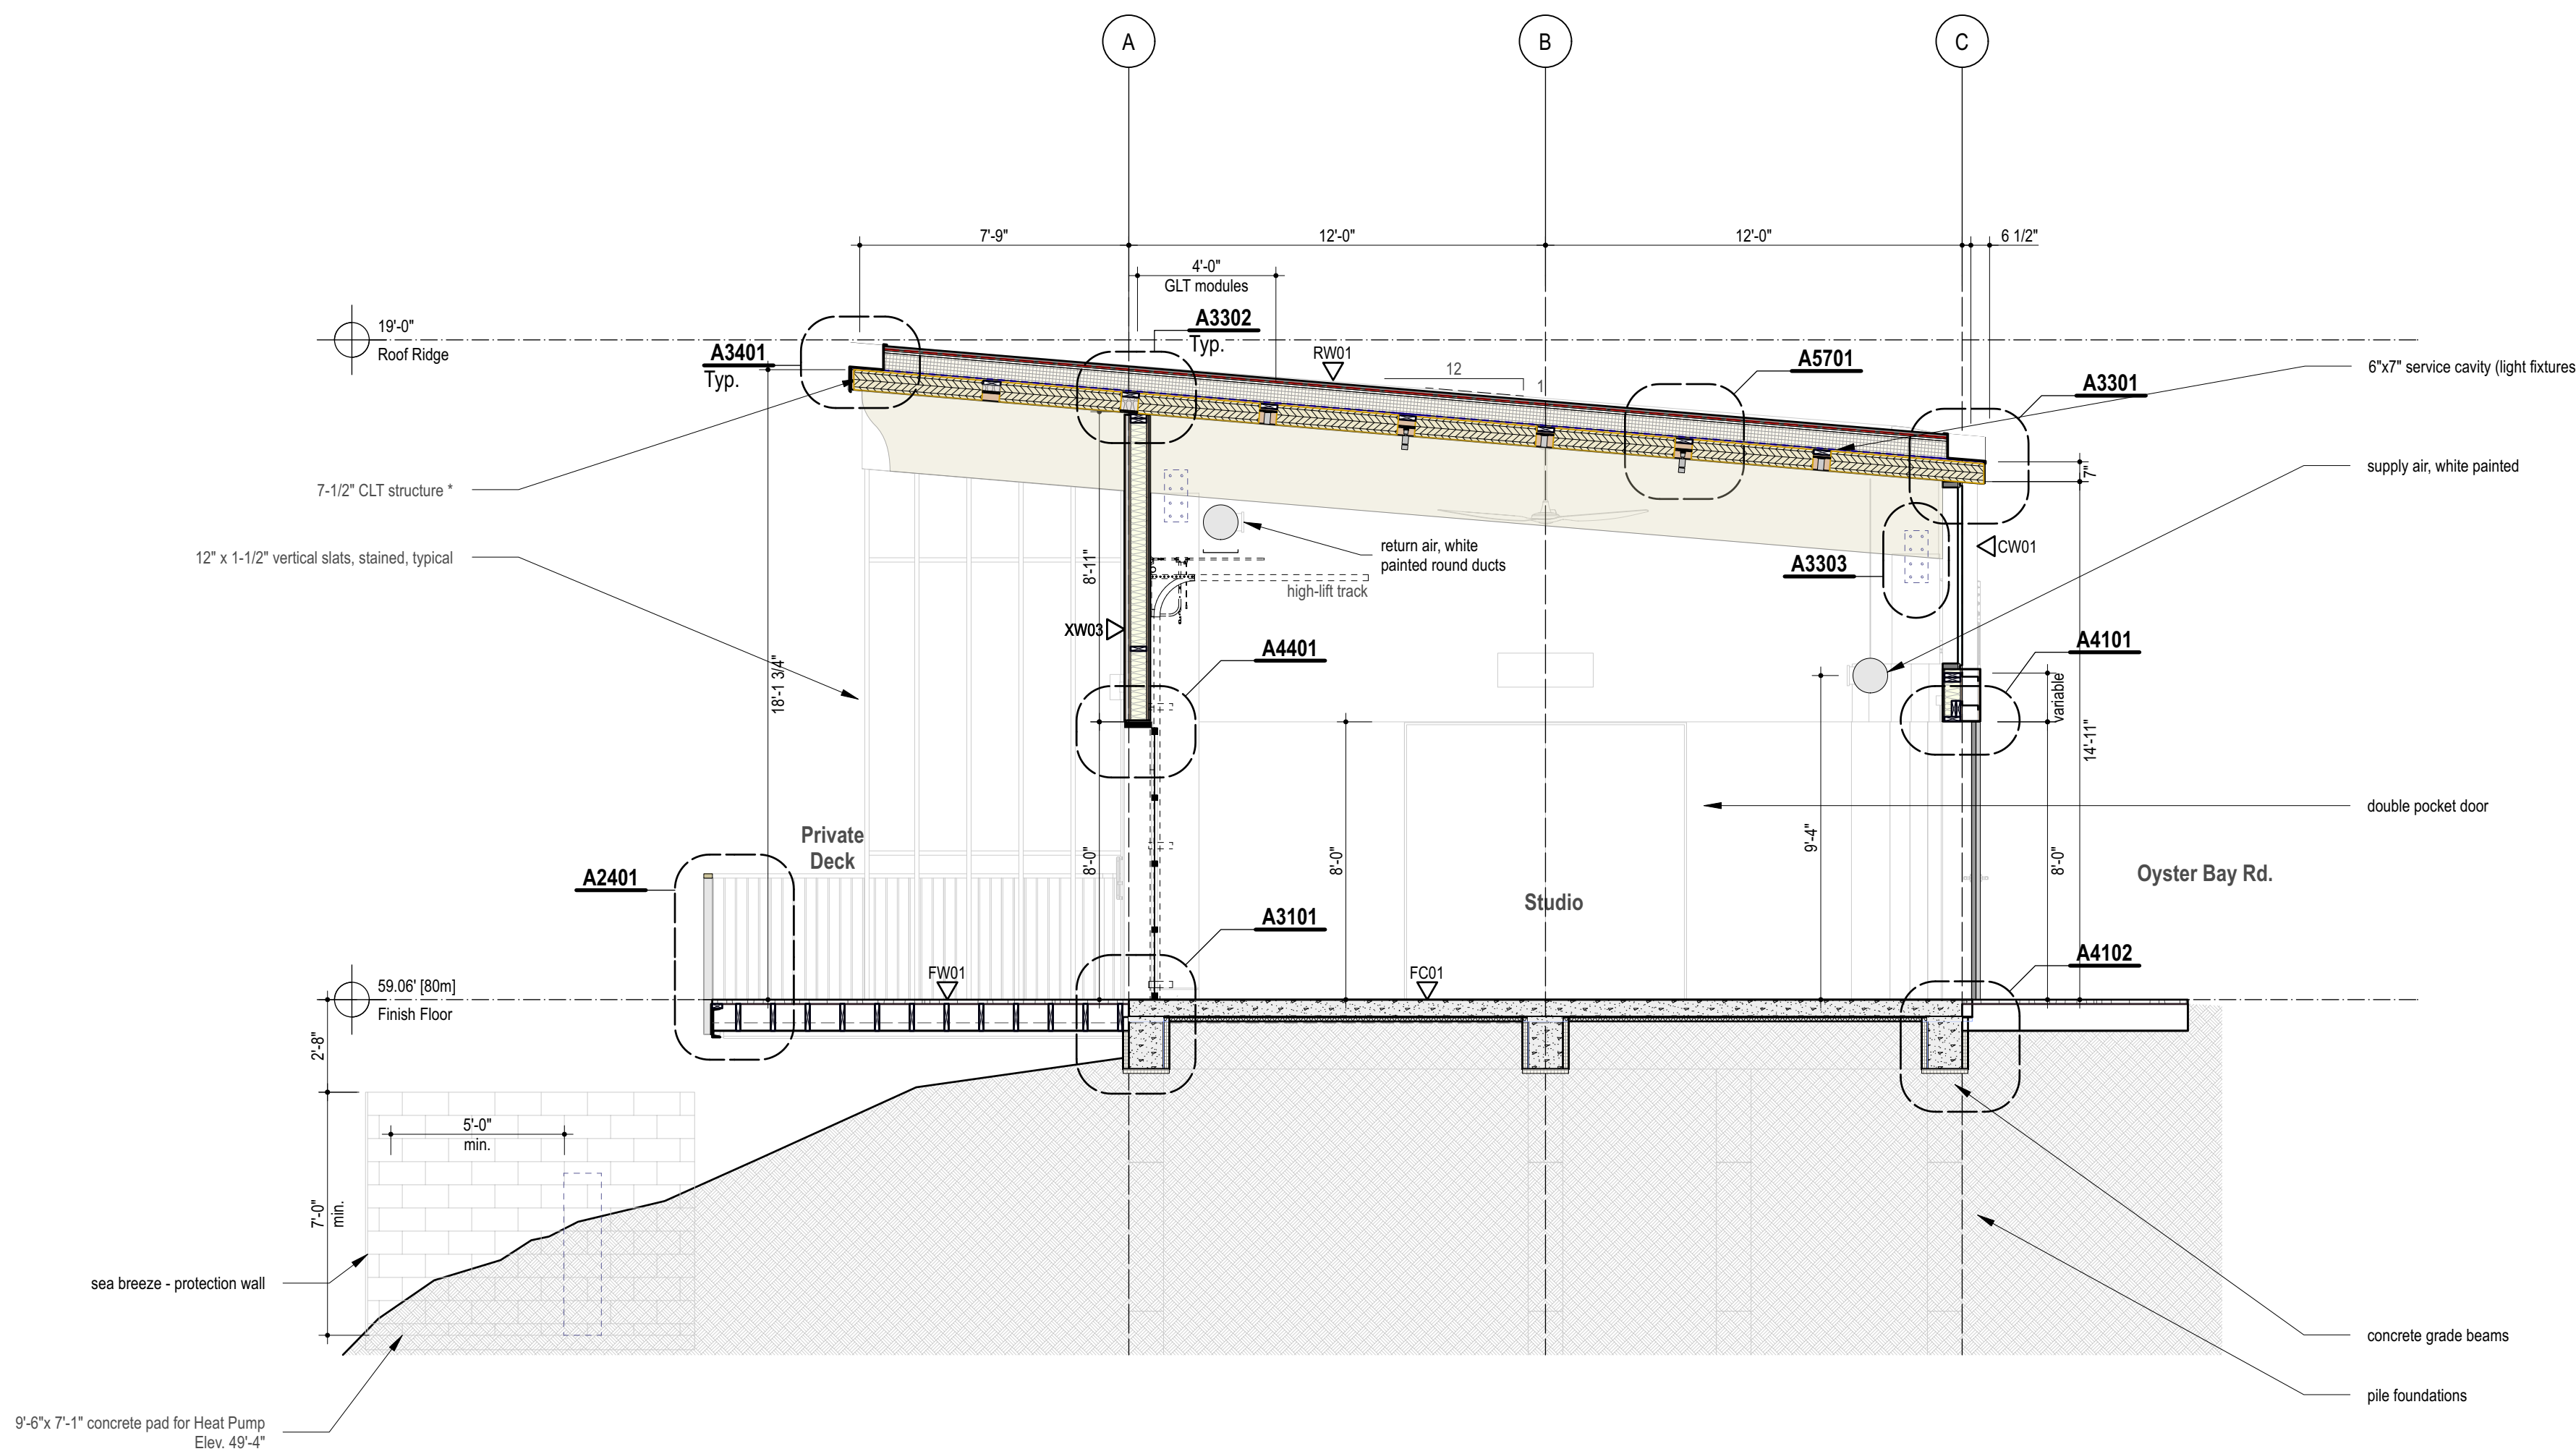 A
B
C
7'-9"
12'-0"
12'-0"
6 1/2"
4'-0"
GLT modules
19'-0"
Roof Ridge
A3401
Typ.
A3302
Typ.
RW01
12
1
A5701
A3301
6"x7" service cavity (light fixtures
supply air, white painted
7"
7-1/2" CLT structure *
12" x 1-1/2" vertical slats, stained, typical
return air, white
painted round ducts
high-lift track
8'-11"
XW03
CW01
A3303
A4401
A4101
variable
14'-11"
18'-1 3/4"
double pocket door
Private
Deck
A2401
8'-0"
8'-0"
9'-4"
8'-0"
Studio
Oyster Bay Rd.
A3101
A4102
FW01
FC01
59.06' [80m]
Finish Floor
2'-8"
5'-0"
min.
7'-0"
min.
sea breeze - protection wall
concrete grade beams
pile foundations
9'-6"x 7'-1" concrete pad for Heat Pump
Elev. 49'-4"